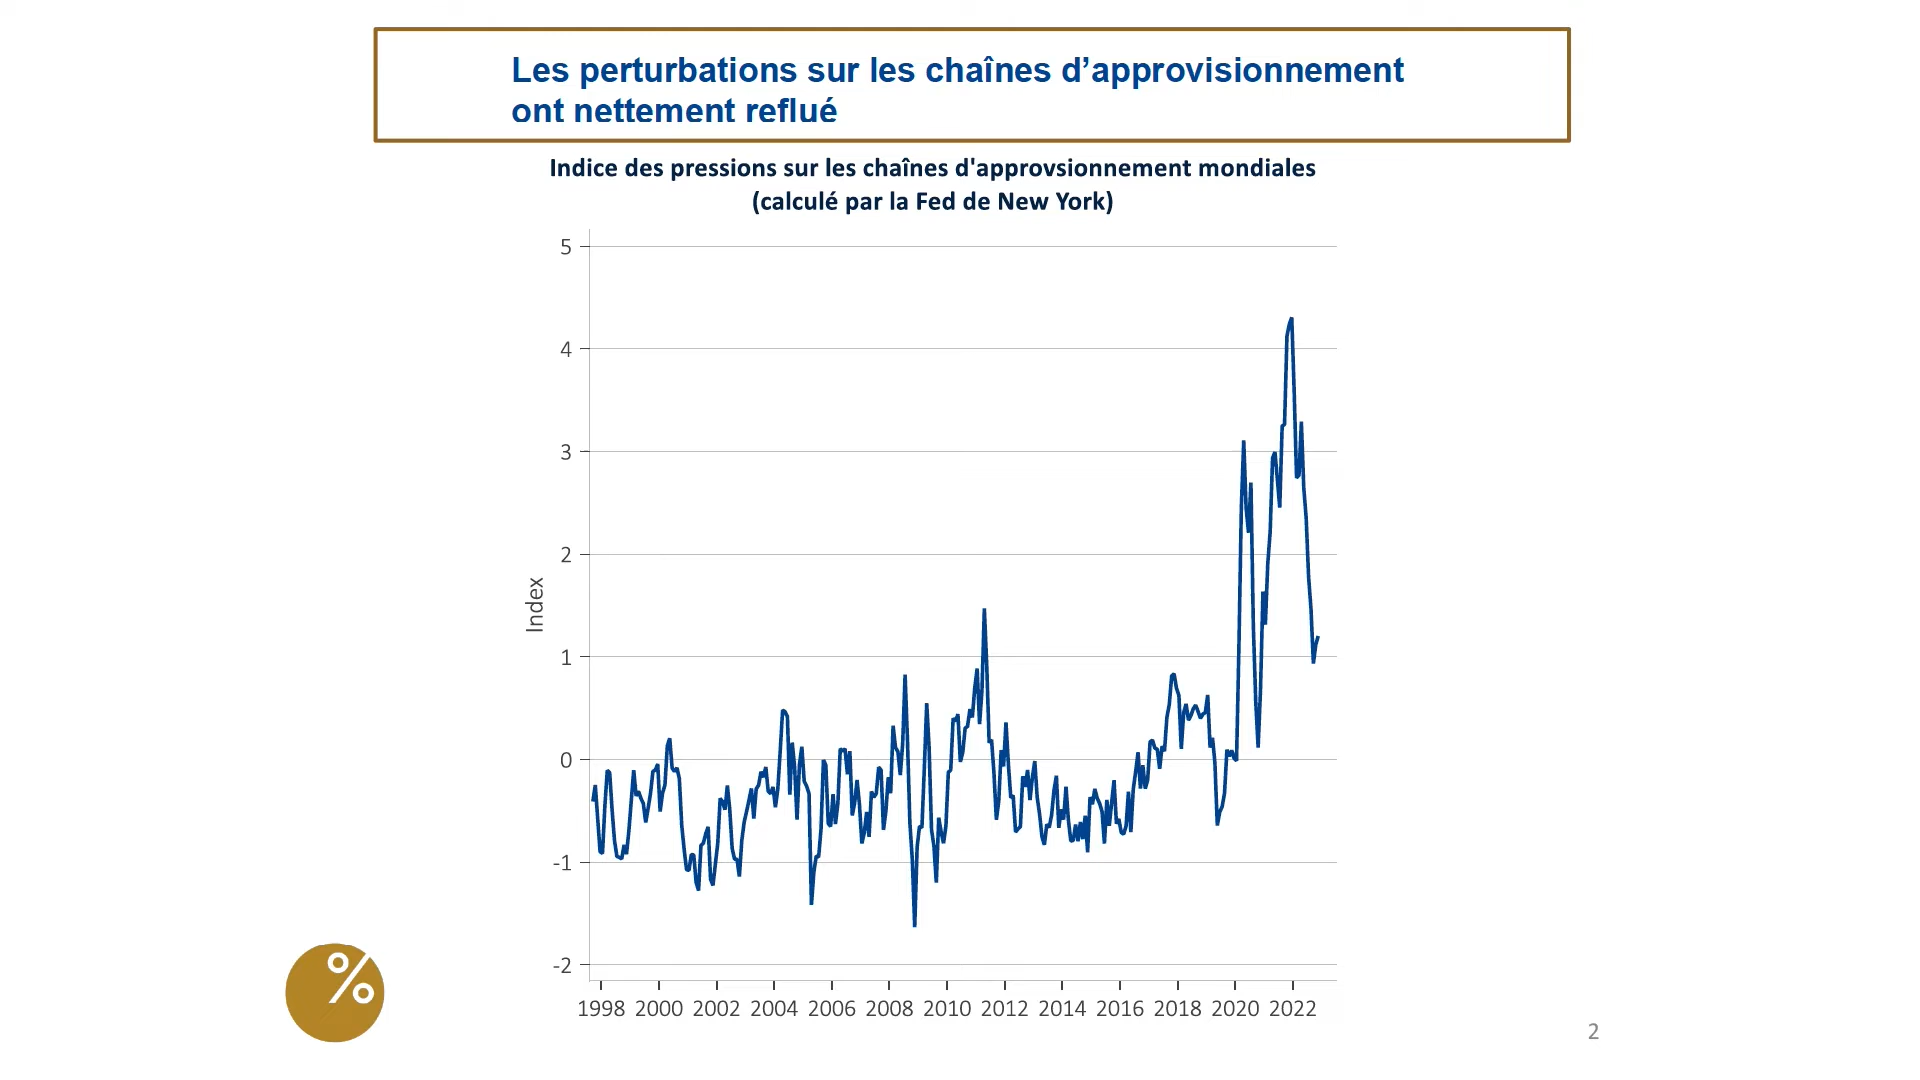 Les perturbations sur les chaînes d’approvisionnement
ont nettement reflué
Indice des pressions sur les chaînes d'approvsionnement mondiales
(calculé par la Fed de New York)
5
4
3
2
1
0
-1
-2
Index
1998 2000 2002 2004 2006 2008 2010 2012 2014 2016 2018 2020 2022
%
2